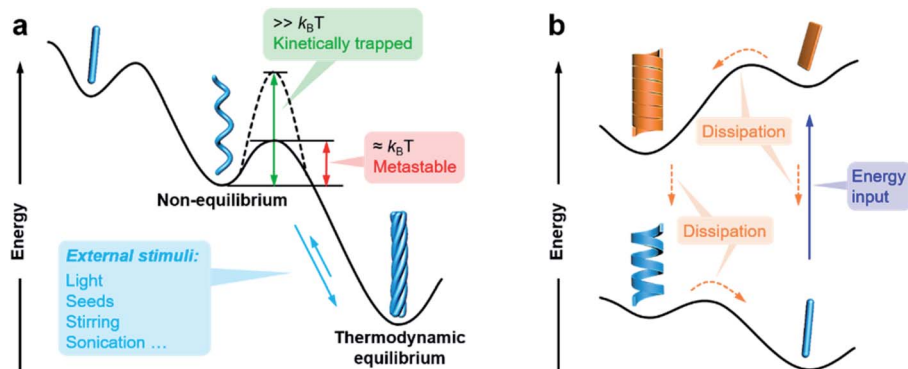 a
>> kBT
Kinetically trapped
≈ kBT
Metastable
Non-equilibrium
Energy
External stimuli:
Light
Seeds
Stirring
Sonication ...
Thermodynamic
equilibrium
b
Dissipation
Energy
input
Dissipation
Energy